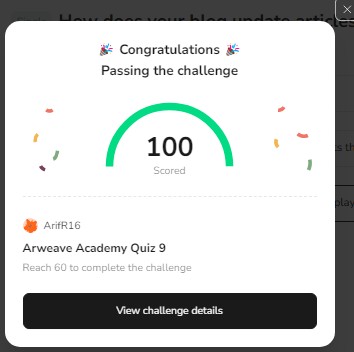 How does your blog update articles
Congratulations
Passing the challenge
100
Scored
ArifR16
Arweave Academy Quiz 9
Reach 60 to complete the challenge
View challenge details